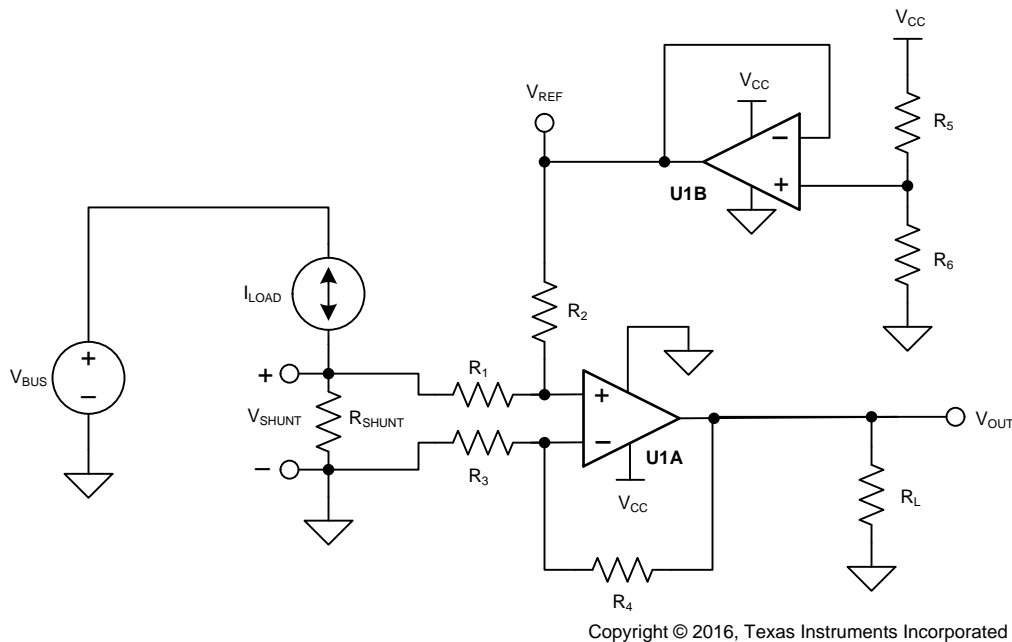 V_CC
V_CC
V_REF
R_5
−
+
U1B
R_6
I_LOAD
R_2
+
−
V_BUS
+
R_1
V_SHUNT
R_SHUNT
+
−
V_OUT
−
R_3
U1A
V_CC
R_L
R_4
Copyright © 2016, Texas Instruments Incorporated